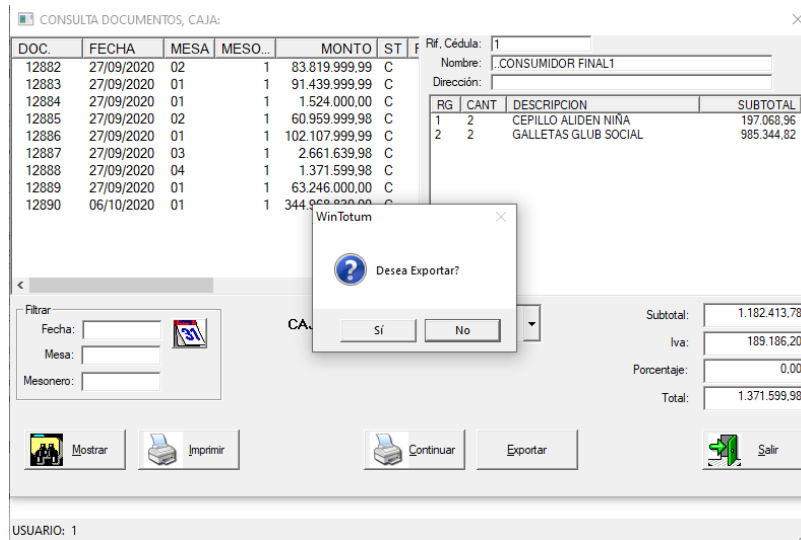 CONSULTA DOCUMENTOS, CAJA:
DOC. FECHA MESA MESO... MONTO ST F
12882 27/09/2020 02 1 83.819.999,99 C
12883 27/09/2020 01 1 91.439.999,99 C
12884 27/09/2020 01 1 1.524.000,00 C
12885 27/09/2020 02 1 60.959.999,98 C
12886 27/09/2020 01 1 102.107.999,99 C
12887 27/09/2020 03 1 2.661.639,98 C
12888 27/09/2020 04 1 1.371.599,98 C
12889 27/09/2020 01 1 63.246.000,00 C
12890 06/10/2020 01 1
Rif, Cédula: 1
Nombre: ..CONSUMIDOR FINAL1
Dirección:
RG CANT DESCRIPCION SUBTOTAL
1 2 CEPILLO ALIDEN NIÑA 197.068,96
2 2 GALLETAS GLUB SOCIAL 985.344,82
WinTotum
Desea Exportar?
Sí No
Filtrar
Fecha:
31
Mesa:
Mesonero:
Subtotal: 1.182.413,78
Iva: 189.186,20
Porcentaje: 0,00
Total: 1.371.599,98
Mostrar Imprimir Continuar Exportar Salir
USUARIO: 1